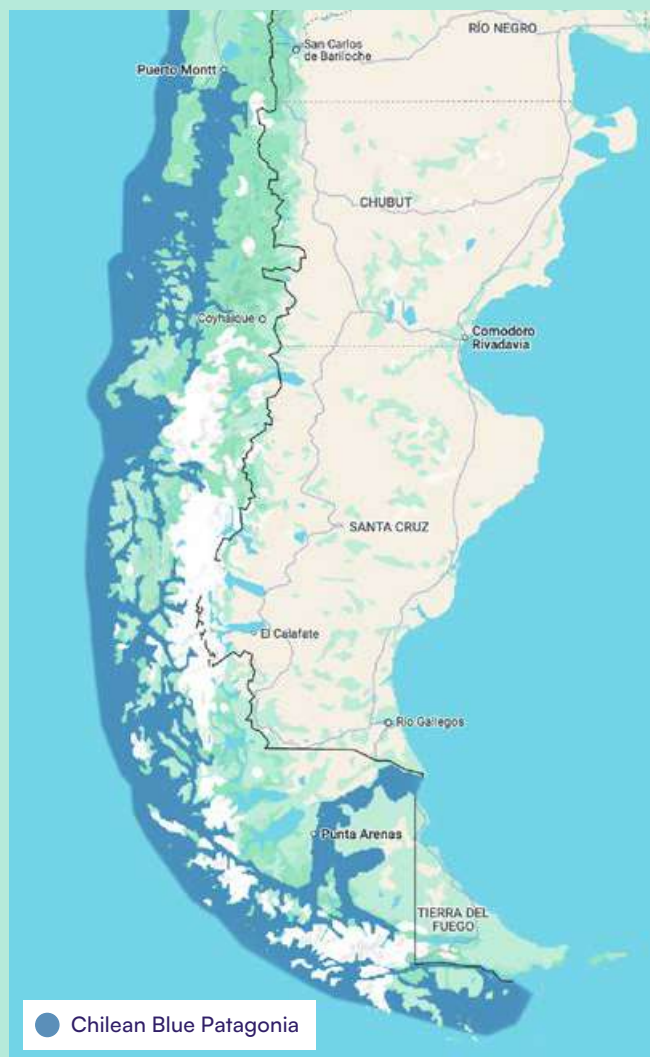 RÍO NEGRO
San Carlos
de Bariloche
Puerto Montt
CHUBUT
Coyhaique
Comodoro
Rivadavia
SANTA CRUZ
El Calafate
Río Gallegos
Punta Arenas
TIERRA DEL
FUEGO
Chilean Blue Patagonia